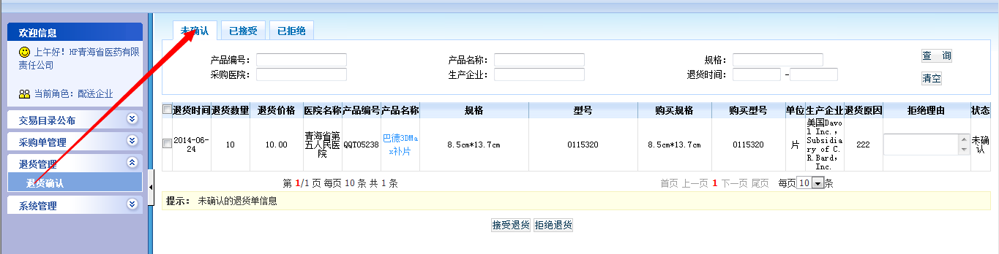 欢迎信息
上午好！HP青海省医药有限
责任公司
当前角色：配送企业
交易目录公布
采购单管理
退货管理
退货确认
系统管理
未确认 已接受 已拒绝
产品编号： 产品名称： 规格： 查 询
采购医院： 生产企业： 退货时间： - 清空
退货时间 退货数量 退货价格 医院名称 产品编号 产品名称 规格 型号 购买规格 购买型号 单位 生产企业 退货原因 拒绝理由 状态
2014-06-
24
10
10.00
青海省第
五人民医
院
QQT05238
巴德3DMa
x补片
8.5cm*13.7cm
0115320
8.5cm*13.7cm
0115320
片
美国Davo
l Inc.，
Subsidia
ry of C.
R.Bard，
Inc.
222
未确
认
第 1/1 页 每页 10 条 共 1 条 首页 上一页 1 下一页 尾页 每页 10 条
提示： 未确认的退货单信息
接受退货 拒绝退货